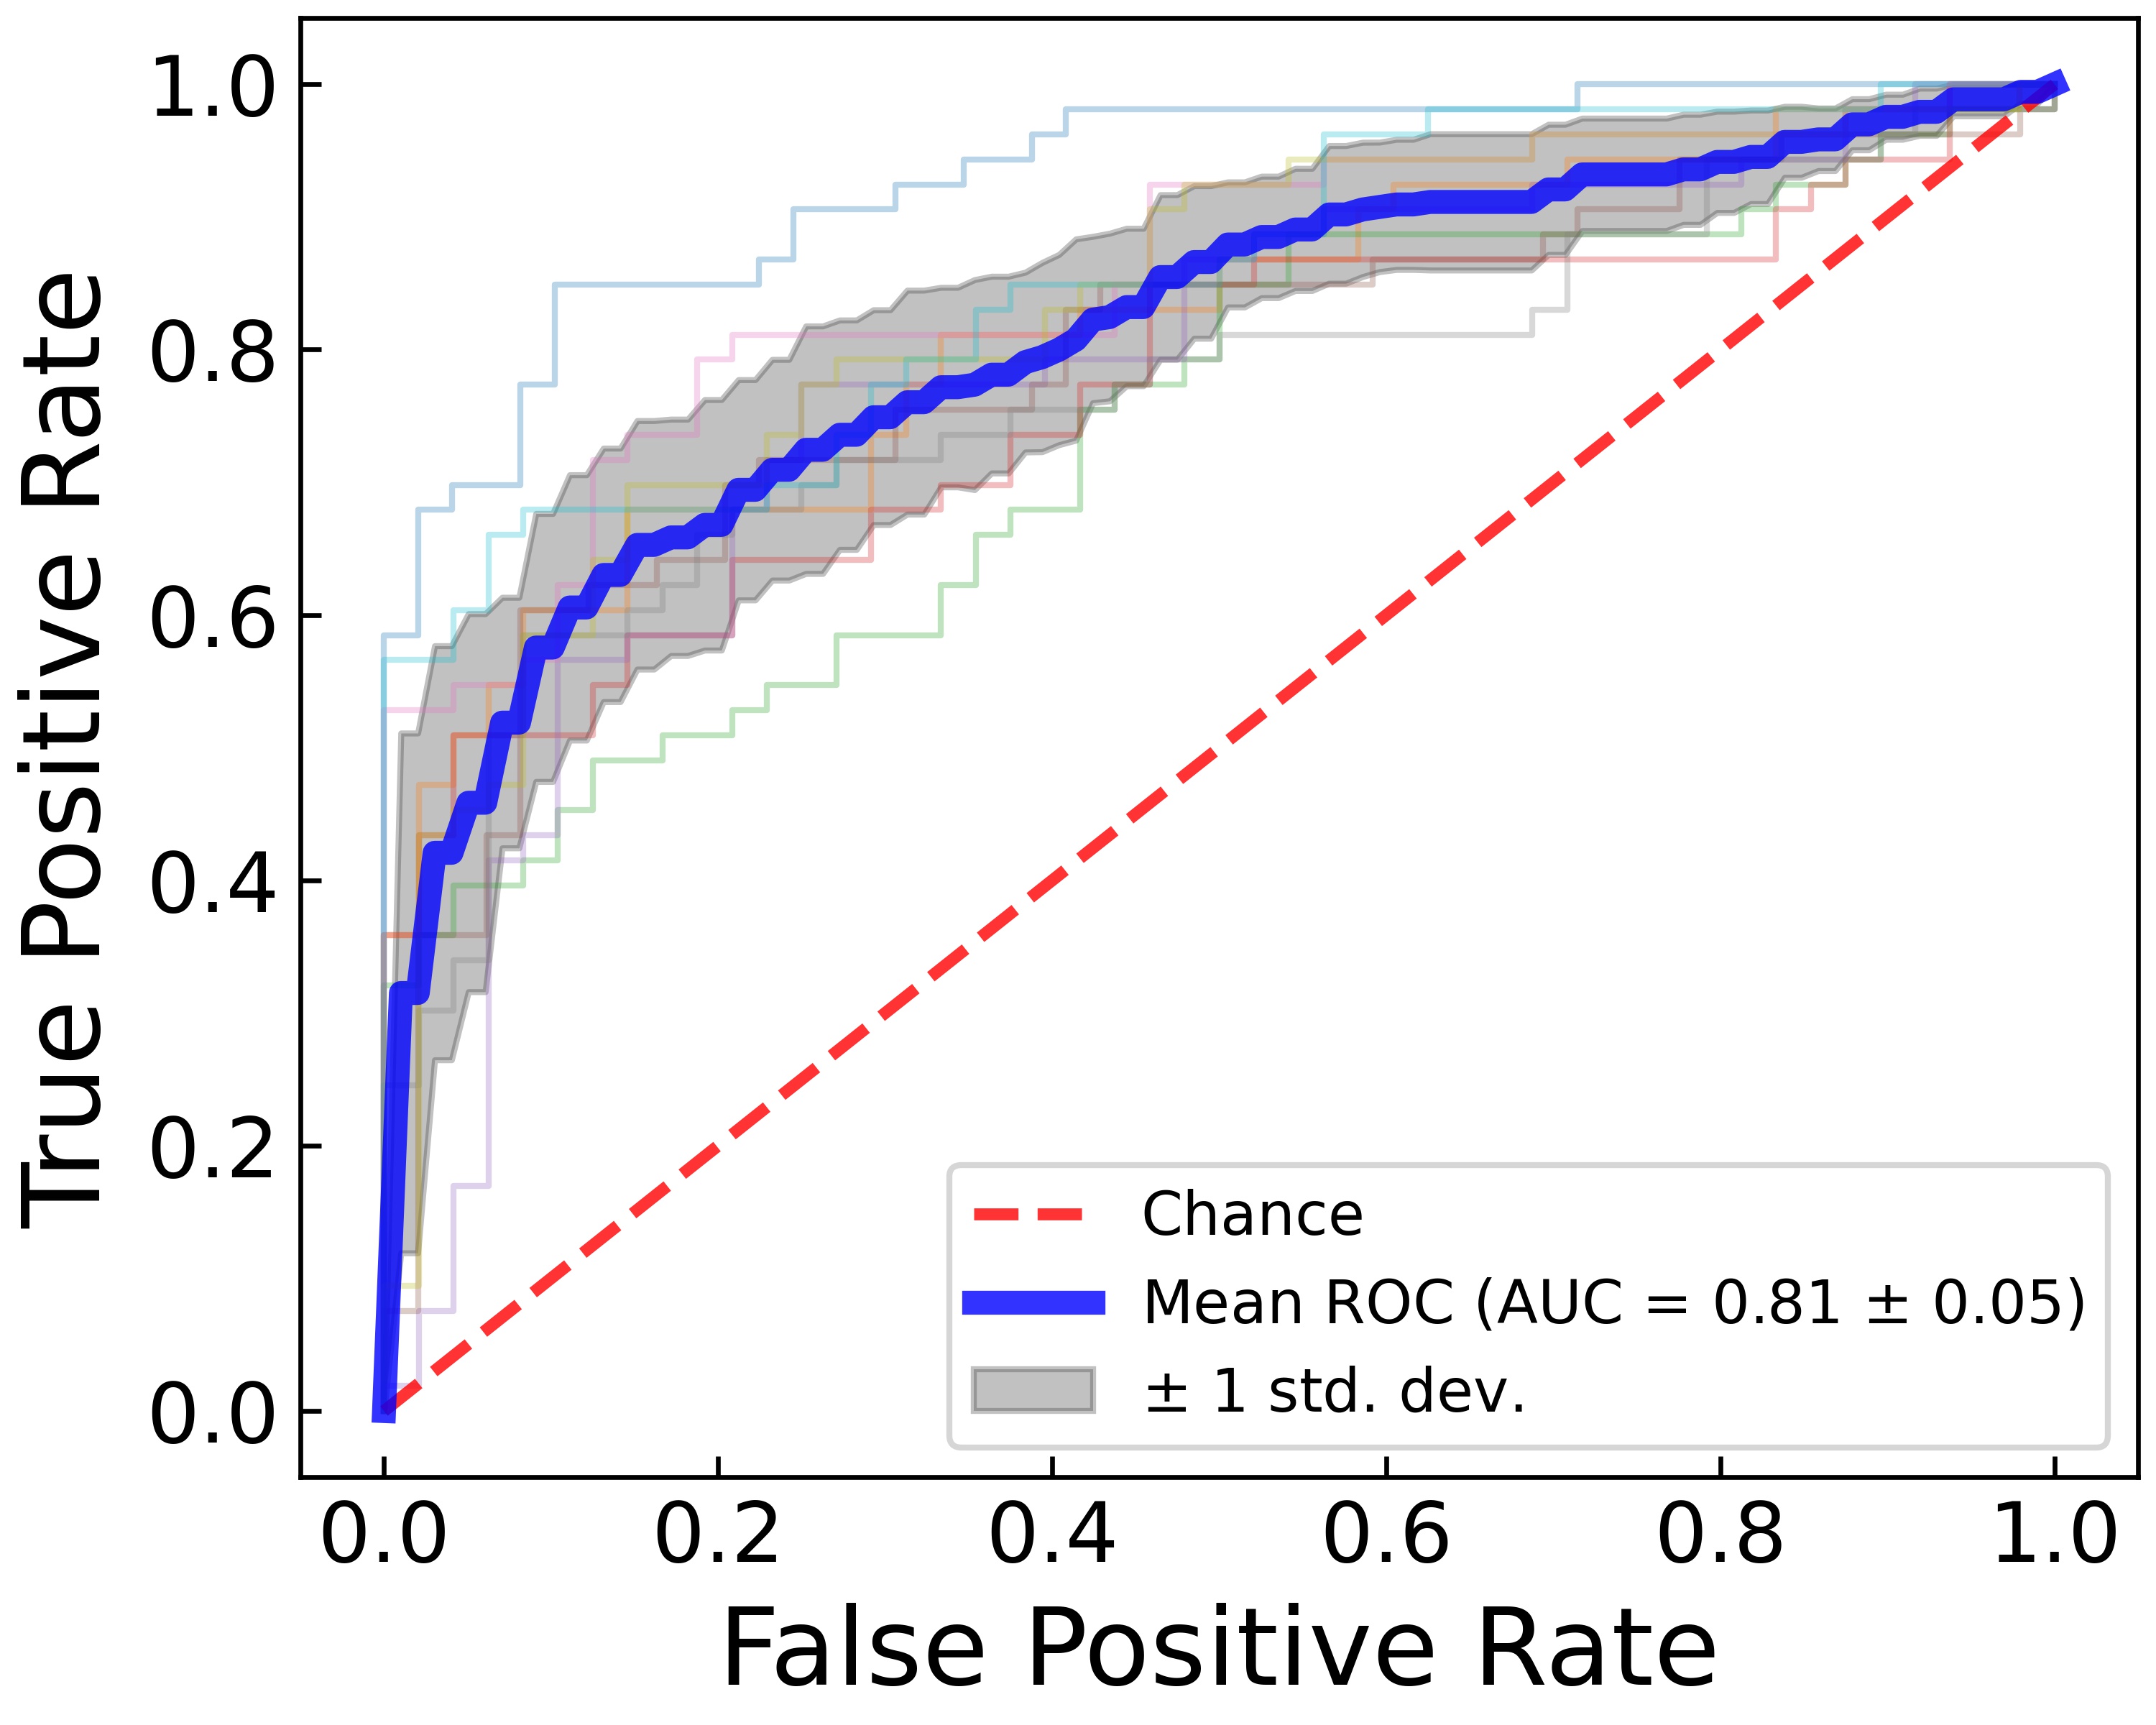 True Positive Rate
1.0
0.8
0.6
0.4
0.2
0.0
Chance
Mean ROC (AUC = 0.81 ± 0.05)
± 1 std. dev.
0.0 0.2 0.4 0.6 0.8 1.0
False Positive Rate